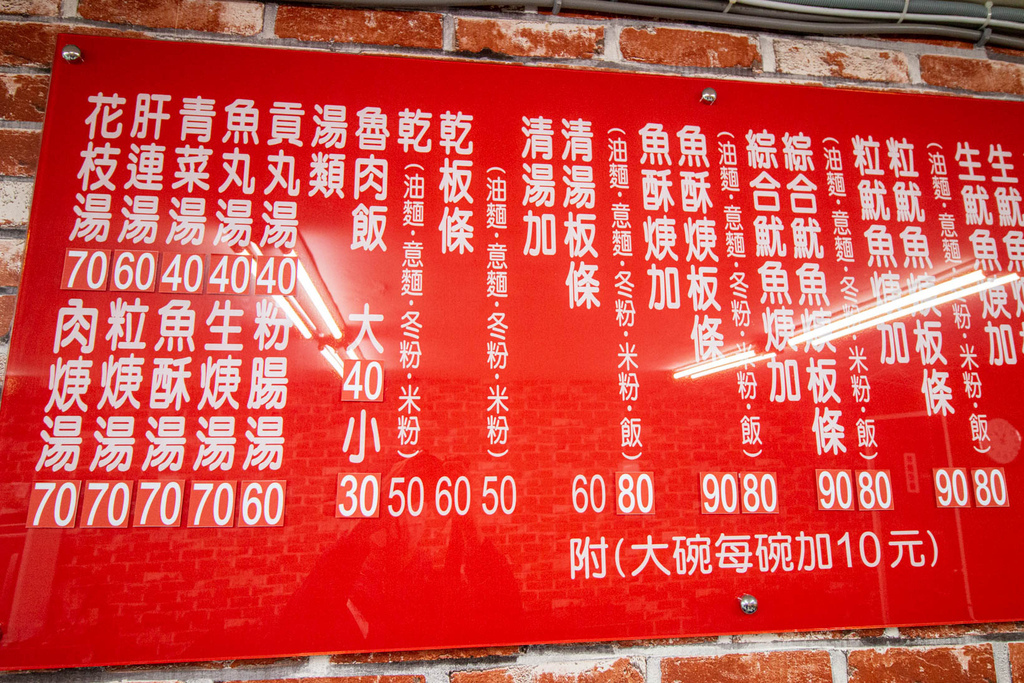 生魷魚
生魷魚焿加
(油麵·意麵·冬粉·米粉·飯) 80
粒魷魚焿板條 90
粒魷魚焿加
(油麵·意麵·冬粉·米粉·飯) 80
綜合魷魚焿板條 90
綜合魷魚焿加
(油麵·意麵·冬粉·米粉·飯) 80
魚酥焿板條 90
魚酥焿加
(油麵·意麵·冬粉·米粉·飯) 80
清湯板條 60
清湯加
(油麵·意麵·冬粉·米粉) 50
乾板條 60
乾(油麵·意麵·冬粉·米粉) 50
魯肉飯 大 40 小 30
湯類
貢丸湯 40
魚丸湯 40
青菜湯 40
肝連湯 60
花枝湯 70
粉腸湯 60
生焿湯 70
魚酥湯 70
粒焿湯 70
肉焿湯 70
附(大碗每碗加10元)